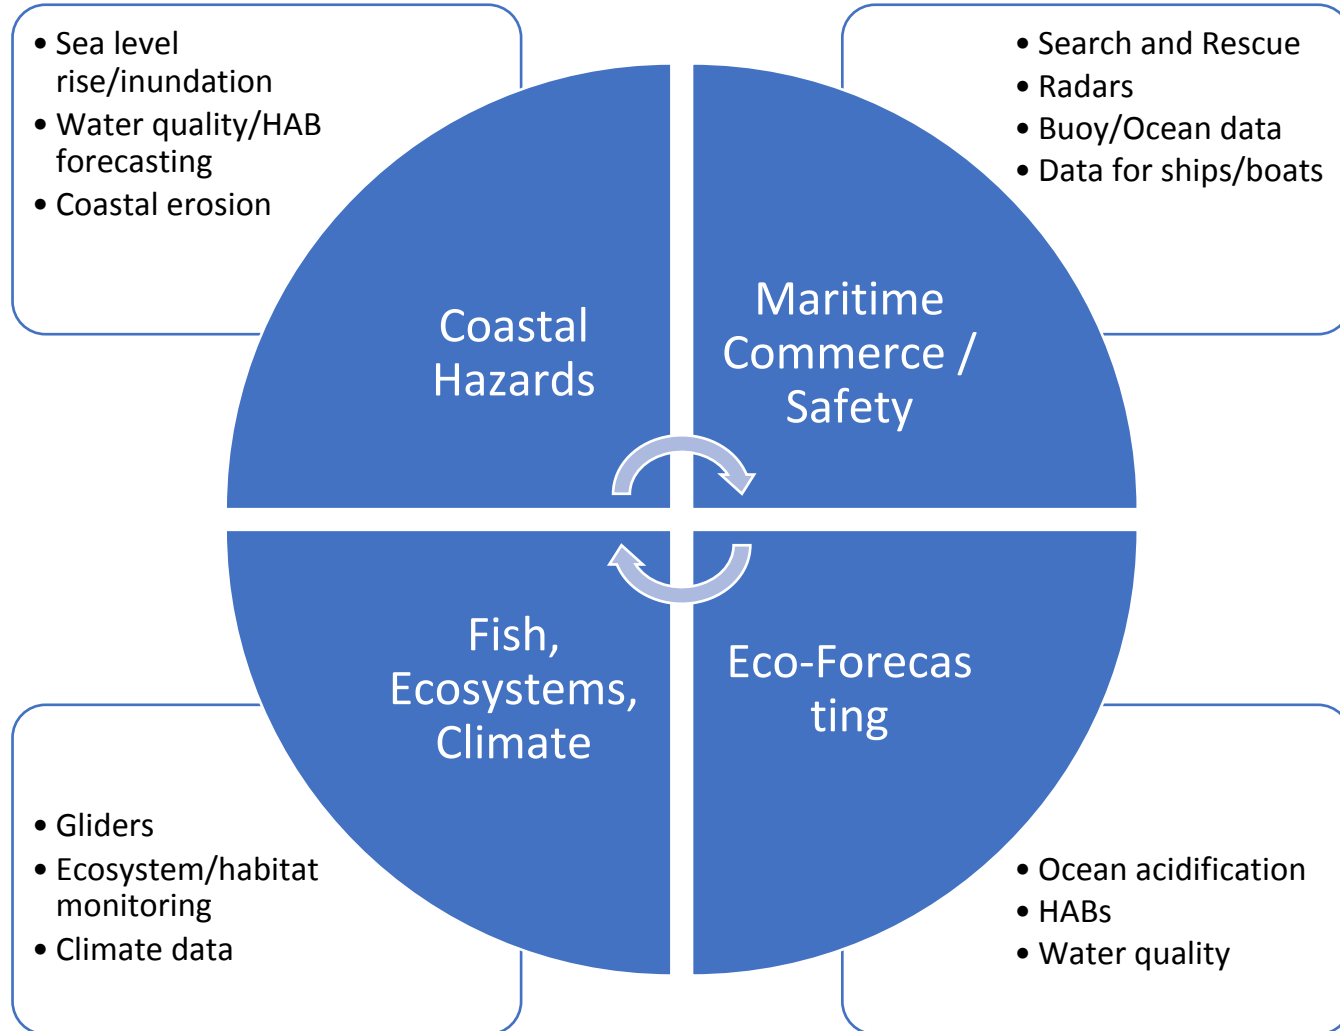 • Sea level
rise/inundation
• Water quality/HAB
forecasting
• Coastal erosion
• Search and Rescue
• Radars
• Buoy/Ocean data
• Data for ships/boats
Coastal
Hazards
Maritime
Commerce /
Safety
Fish,
Ecosystems,
Climate
Eco-Forecas
ting
• Gliders
• Ecosystem/habitat
monitoring
• Climate data
• Ocean acidification
• HABs
• Water quality